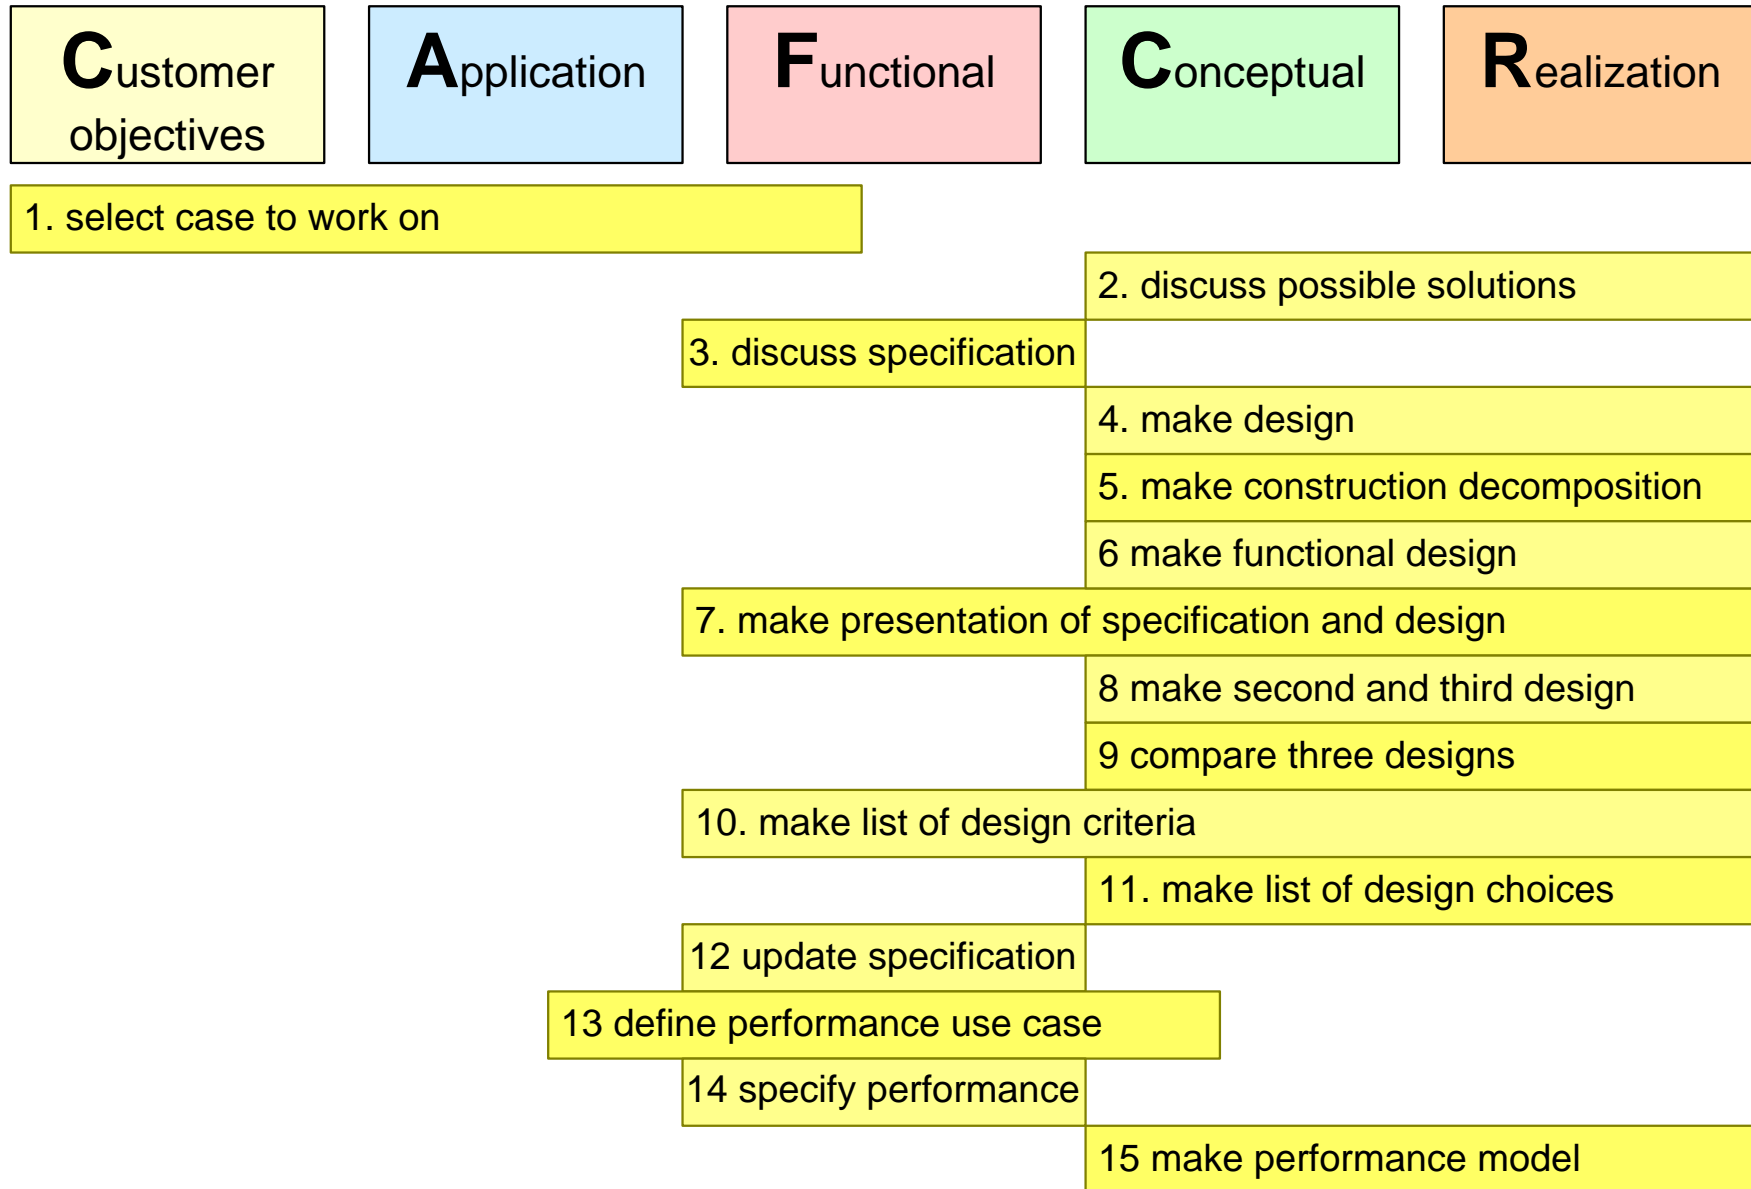 Customer
objectives
Application
Functional
Conceptual
Realization
1. select case to work on
2. discuss possible solutions
3. discuss specification
4. make design
5. make construction decomposition
6 make functional design
7. make presentation of specification and design
8 make second and third design
9 compare three designs
10. make list of design criteria
11. make list of design choices
12 update specification
13 define performance use case
14 specify performance
15 make performance model